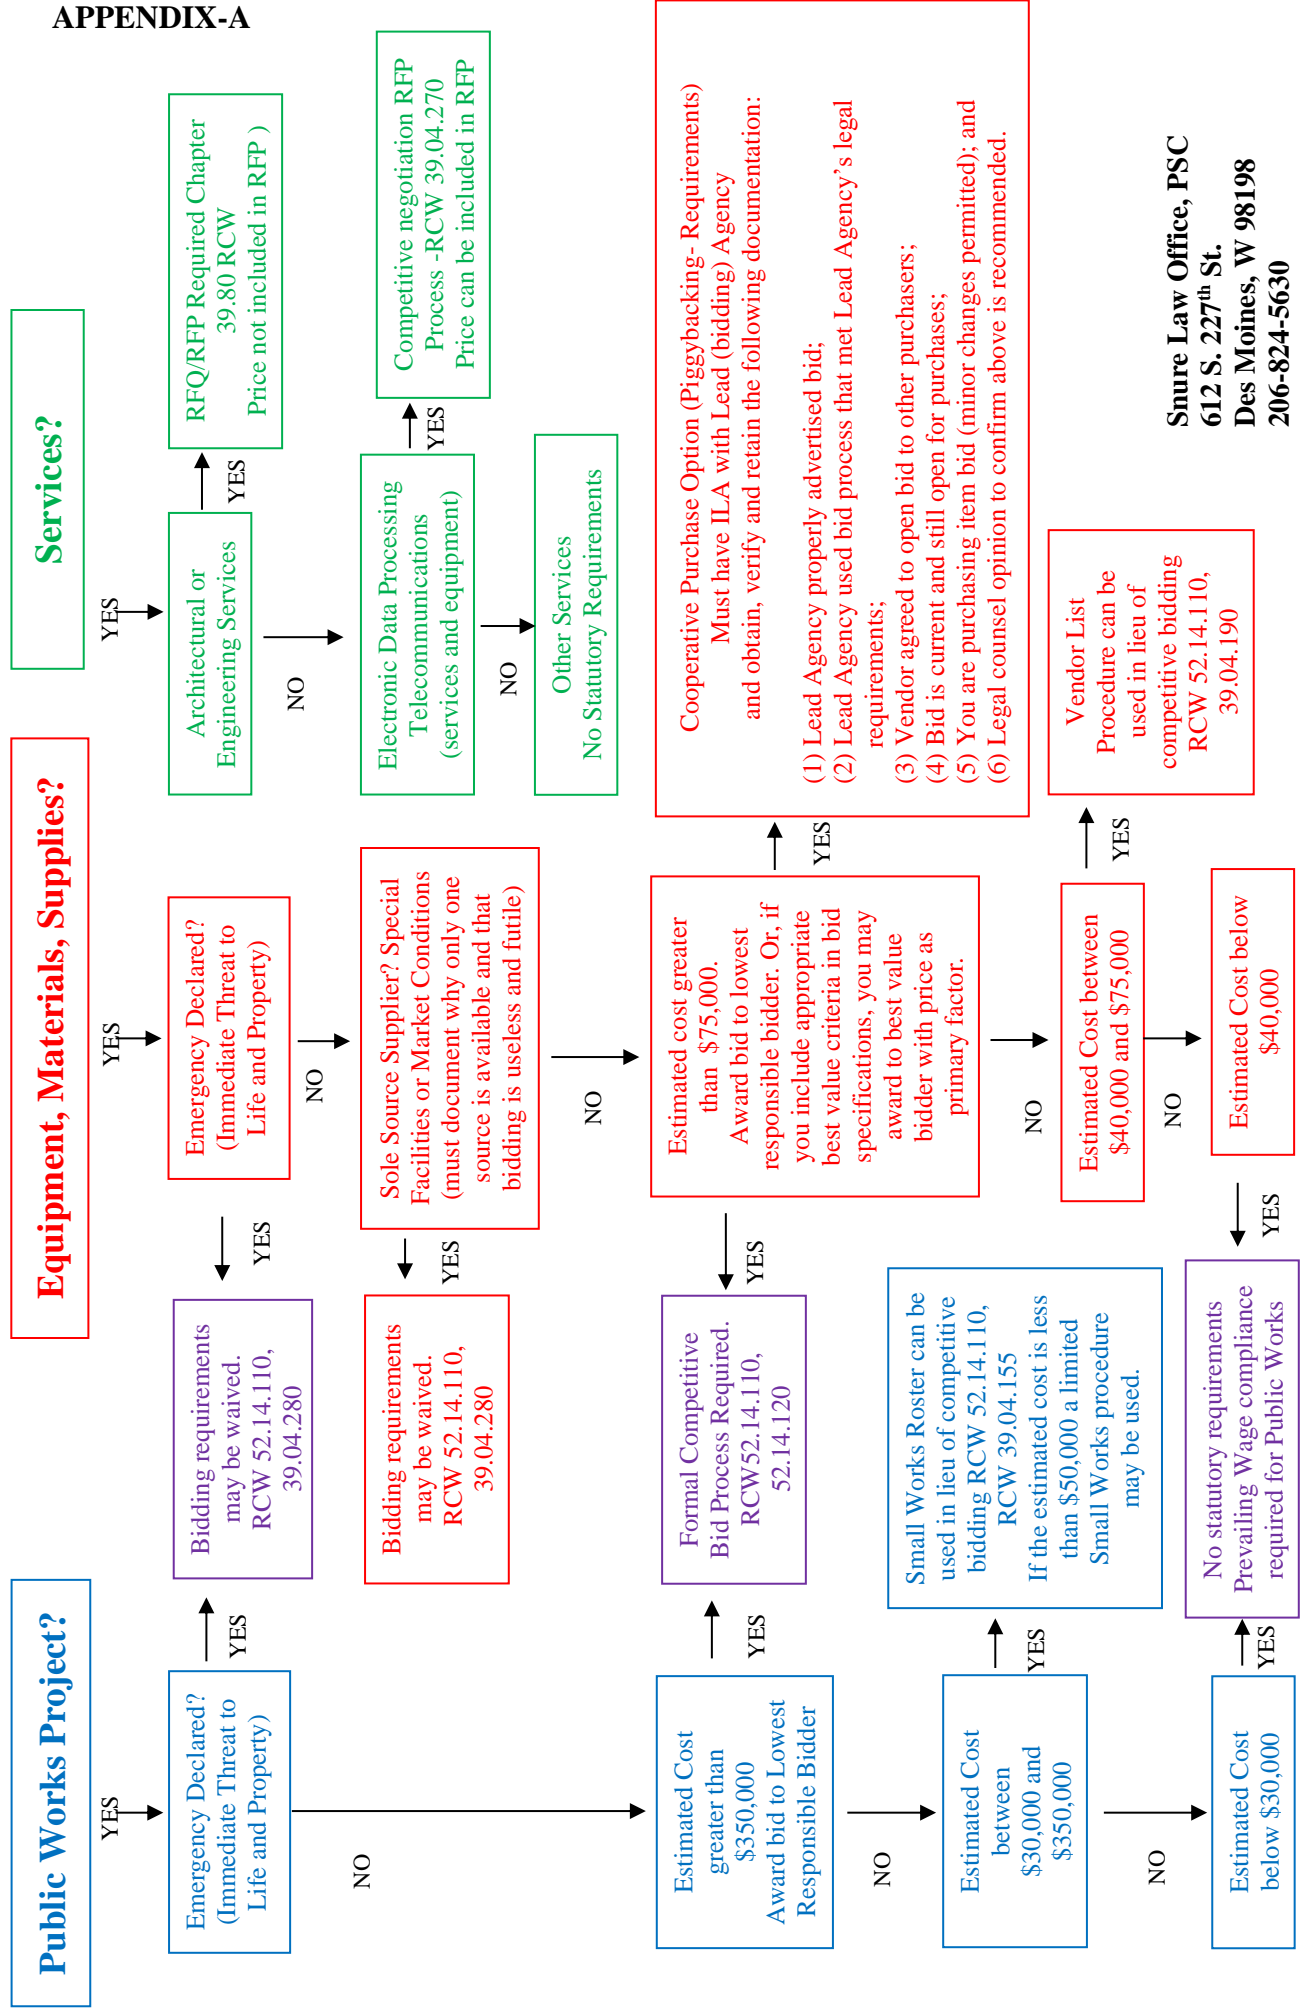 APPENDIX-A
Public Works Project?
YES
Emergency Declared?
(Immediate Threat to
Life and Property)
YES
NO
Estimated Cost
greater than
$350,000
Award bid to Lowest
Responsible Bidder
YES
NO
Estimated Cost
between
$30,000 and
$350,000
YES
NO
Estimated Cost
below $30,000
YES
Bidding requirements
may be waived.
RCW 52.14.110,
39.04.280
Bidding requirements
may be waived.
RCW 52.14.110,
39.04.280
Formal Competitive
Bid Process Required.
RCW52.14.110,
52.14.120
Small Works Roster can be
used in lieu of competitive
bidding RCW 52.14.110,
RCW 39.04.155
If the estimated cost is less
than $50,000 a limited
Small Works procedure
may be used.
No statutory requirements
Prevailing Wage compliance
required for Public Works
Equipment, Materials, Supplies?
YES
Emergency Declared?
(Immediate Threat to
Life and Property)
YES
NO
Sole Source Supplier? Special
Facilities or Market Conditions
(must document why only one
source is available and that
bidding is useless and futile)
YES
NO
Estimated cost greater
than $75,000.
Award bid to lowest
responsible bidder. Or, if
you include appropriate
best value criteria in bid
specifications, you may
award to best value
bidder with price as
primary factor.
YES
YES
NO
Estimated Cost between
$40,000 and $75,000
YES
NO
Estimated Cost below
$40,000
YES
Cooperative Purchase Option (Piggybacking- Requirements)
Must have ILA with Lead (bidding) Agency
and obtain, verify and retain the following documentation:
(1) Lead Agency properly advertised bid;
(2) Lead Agency used bid process that met Lead Agency's legal
requirements;
(3) Vendor agreed to open bid to other purchasers;
(4) Bid is current and still open for purchases;
(5) You are purchasing item bid (minor changes permitted); and
(6) Legal counsel opinion to confirm above is recommended.
Vendor List
Procedure can be
used in lieu of
competitive bidding
RCW 52.14.110,
39.04.190
Services?
YES
Architectural or
Engineering Services
YES
RFQ/RFP Required Chapter
39.80 RCW
Price not included in RFP )
NO
Electronic Data Processing
Telecommunications
(services and equipment)
YES
Competitive negotiation RFP
Process -RCW 39.04.270
Price can be included in RFP
NO
Other Services
No Statutory Requirements
Snure Law Office, PSC
612 S. 227th St.
Des Moines, W 98198
206-824-5630